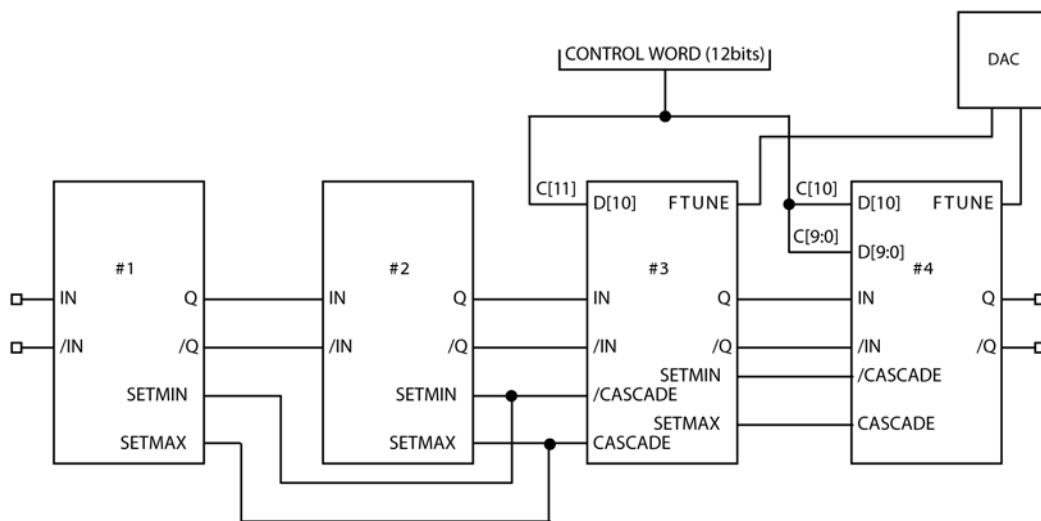 CONTROL WORD (12bits)
DAC
C[11]
C[10]
C[9:0]
#1
IN
/IN
Q
/Q
SETMIN
SETMAX
#2
IN
/IN
Q
/Q
SETMIN
SETMAX
D[10]
FTUNE
#3
IN
/IN
Q
/Q
SETMIN
/CASCADE
SETMAX
CASCADE
D[10]
FTUNE
D[9:0]
#4
IN
/IN
Q
/Q
/CASCADE
CASCADE